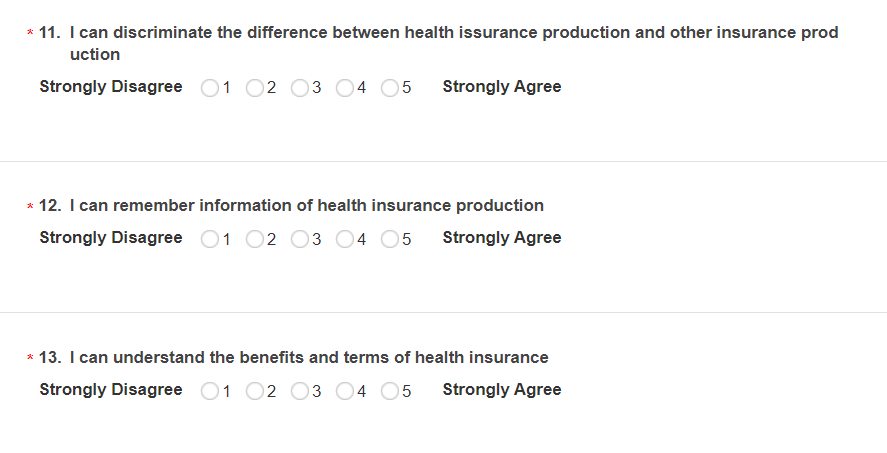 * 11. I can discriminate the difference between health issurance production and other insurance prod
uction
Strongly Disagree 1 2 3 4 5 Strongly Agree
* 12. I can remember information of health insurance production
Strongly Disagree 1 2 3 4 5 Strongly Agree
* 13. I can understand the benefits and terms of health insurance
Strongly Disagree 1 2 3 4 5 Strongly Agree